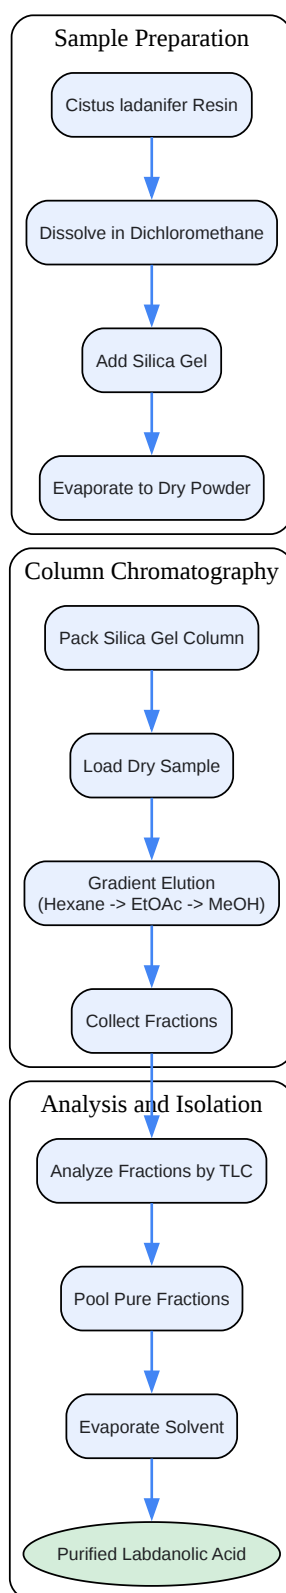 Sample Preparation
Cistus ladanifer Resin
Dissolve in Dichloromethane
Add Silica Gel
Evaporate to Dry Powder
Column Chromatography
Pack Silica Gel Column
Load Dry Sample
Gradient Elution
(Hexane -> EtOAc -> MeOH)
Collect Fractions
Analysis and Isolation
Analyze Fractions by TLC
Pool Pure Fractions
Evaporate Solvent
Purified Labdanolic Acid